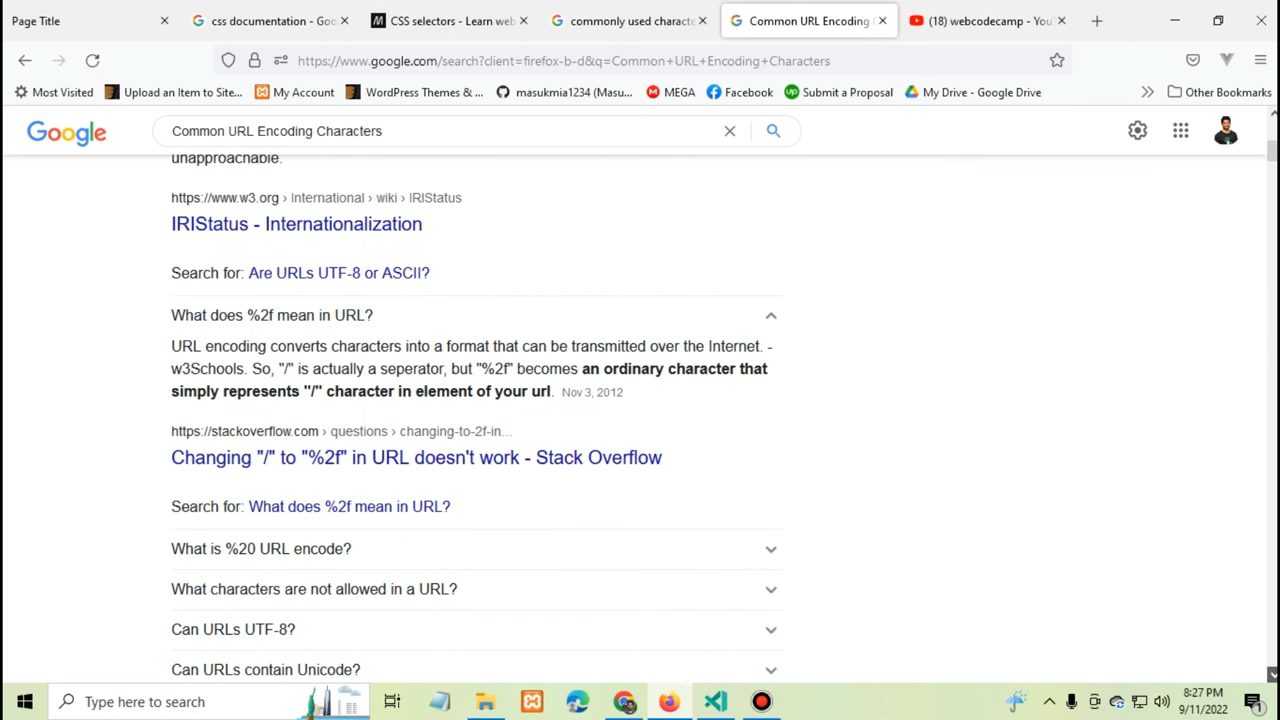 Page Title
css documentation - Goo
CSS selectors - Learn web
commonly used characte
Common URL Encoding C
(18) webcodecamp - You
https://www.google.com/search?client=firefox-b-d&q=Common+URL+Encoding+Characters
Most Visited
Upload an Item to Site...
My Account
WordPress Themes & ...
masukmia1234 (Masu...
MEGA
Facebook
Submit a Proposal
My Drive - Google Drive
Other Bookmarks
Google
Common URL Encoding Characters
unapproachable.
https://www.w3.org › International › wiki › IRIStatus
IRIStatus - Internationalization
Search for: Are URLs UTF-8 or ASCII?
What does %2f mean in URL?
URL encoding converts characters into a format that can be transmitted over the Internet. -
w3Schools. So, "/" is actually a seperator, but "%2f" becomes an ordinary character that
simply represents "/" character in element of your url. Nov 3, 2012
https://stackoverflow.com › questions › changing-to-2f-in...
Changing "/" to "%2f" in URL doesn't work - Stack Overflow
Search for: What does %2f mean in URL?
What is %20 URL encode?
What characters are not allowed in a URL?
Can URLs UTF-8?
Can URLs contain Unicode?
Type here to search
8:27 PM
9/11/2022
1